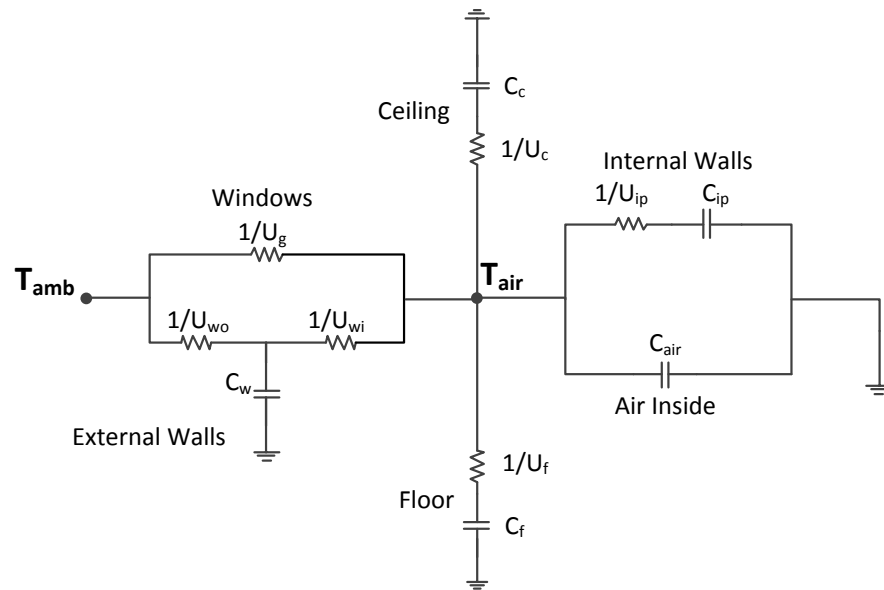 C_c
Ceiling
1/U_c
Internal Walls
1/U_ip
C_ip
Windows
1/U_g
T_amb
T_air
1/U_wo
1/U_wi
C_air
C_w
Air Inside
External Walls
1/U_f
Floor
C_f